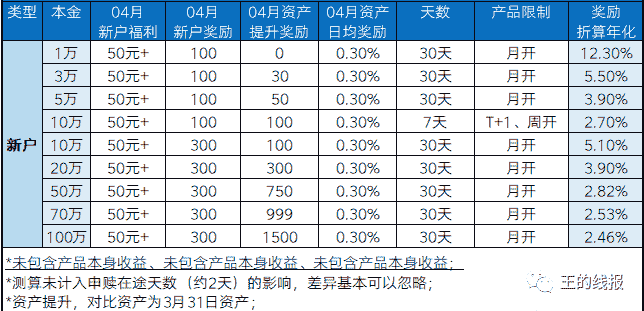 类型 本金 04月新户福利 04月新户奖励 04月资产提升奖励 04月资产日均奖励 天数 产品限制 奖励折算年化
新户
1万 50元+ 100 0 0.30% 30天 月开 12.30%
3万 50元+ 100 30 0.30% 30天 月开 5.50%
5万 50元+ 100 50 0.30% 30天 月开 3.90%
10万 50元+ 100 100 0.30% 7天 T+1、周开 2.70%
10万 50元+ 300 100 0.30% 30天 月开 5.10%
20万 50元+ 300 300 0.30% 30天 月开 3.90%
50万 50元+ 300 750 0.30% 30天 月开 2.82%
70万 50元+ 300 999 0.30% 30天 月开 2.53%
100万 50元+ 300 1500 0.30% 30天 月开 2.46%
*未包含产品本身收益、未包含产品本身收益、未包含产品本身收益；
*测算未计入申赎在途天数（约2天）的影响，差异基本可以忽略；
*资产提升，对比资产为3月31日资产；
王的线报